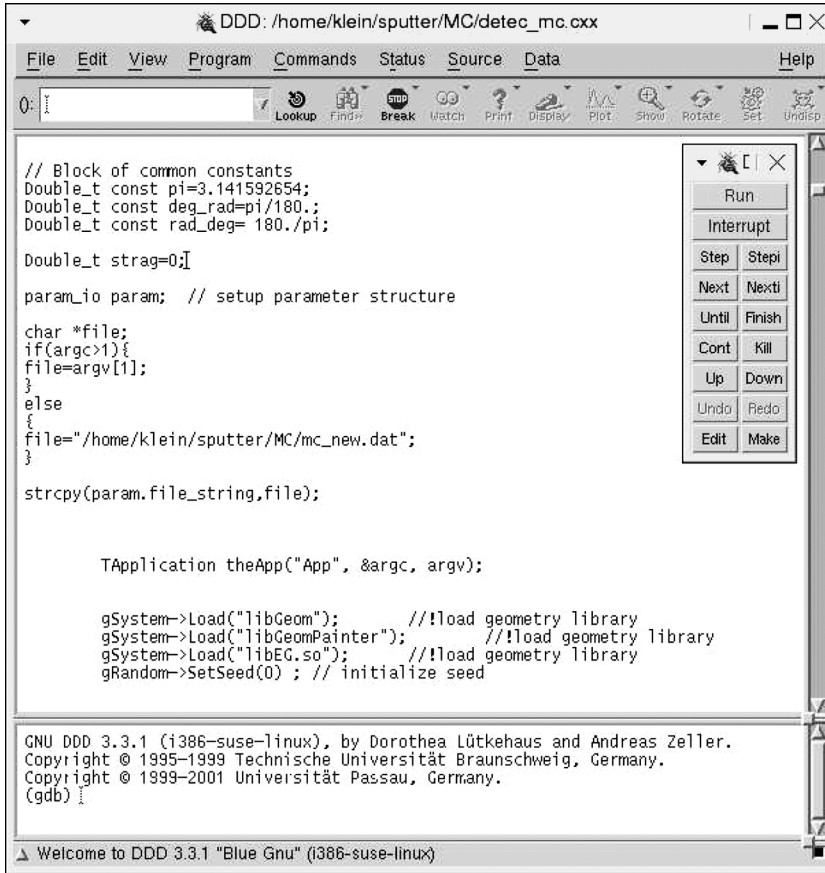 DDD: /home/klein/sputter/MC/detec_mc.cxx
File Edit View Program Commands Status Source Data Help
():
Lookup Find» Break Watch Print Display Plot Show Rotate Set Undisp
STOP
// Block of common constants
Double_t const pi=3.141592654;
Double_t const deg_rad=pi/180.;
Double_t const rad_deg= 180./pi;
Double_t strag=0;
param_io param;  // setup parameter structure
char *file;
if(argc>1){
file=argv[1];
}
else
{
file="/home/klein/sputter/MC/mc_new.dat";
}
strcpy(param.file_string,file);
TApplication theApp("App", &argc, argv);
gSystem->Load("libGeom");       //!load geometry library
gSystem->Load("libGeomPainter");         //!load geometry library
gSystem->Load("libEG.so");      //!load geometry library
gRandom->SetSeed(0) ; // initialize seed
Run
Interrupt
Step Stepi
Next Nexti
Until Finish
Cont Kill
Up Down
Undo Redo
Edit Make
GNU DDD 3.3.1 (i386-suse-linux), by Dorothea Lütkehaus and Andreas Zeller.
Copyright © 1995-1999 Technische Universität Braunschweig, Germany.
Copyright © 1999-2001 Universität Passau, Germany.
(gdb)
Welcome to DDD 3.3.1 "Blue Gnu" (i386-suse-linux)